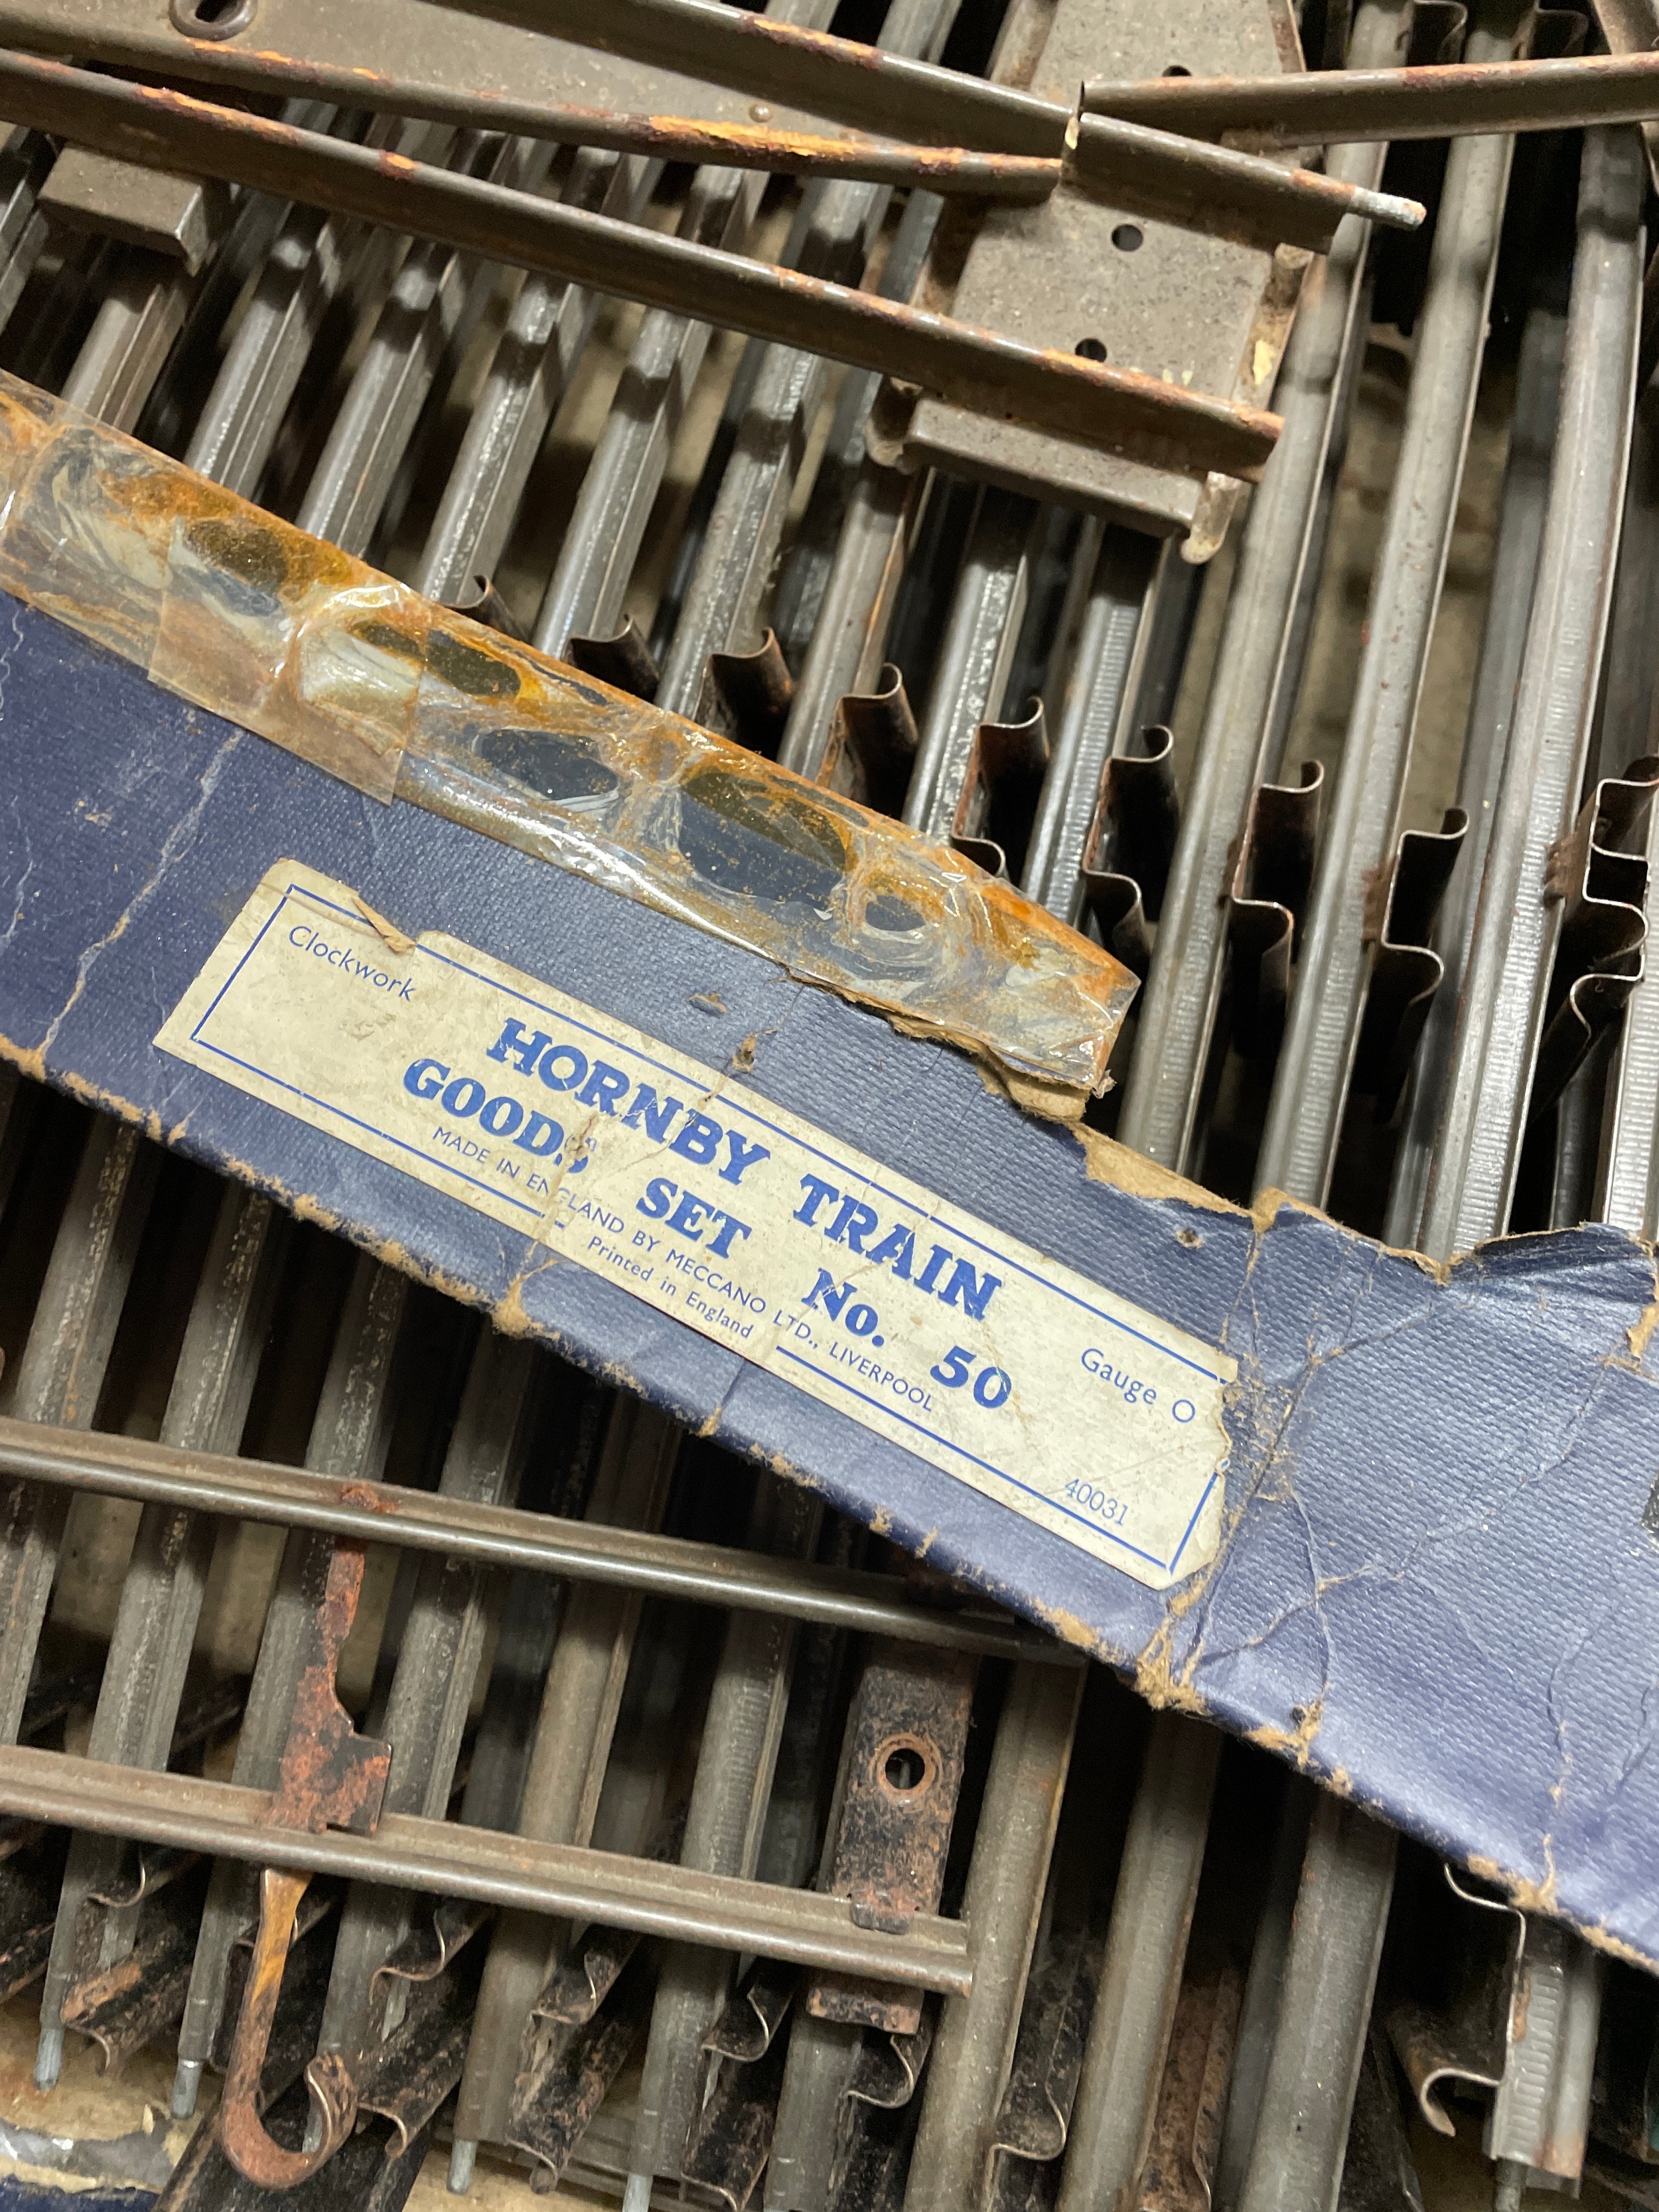 Clockwork
HORNBY TRAIN
Gauge O
GOODS SET No. 50
MADE IN ENGLAND BY MECCANO LTD., LIVERPOOL
Printed in England
40031